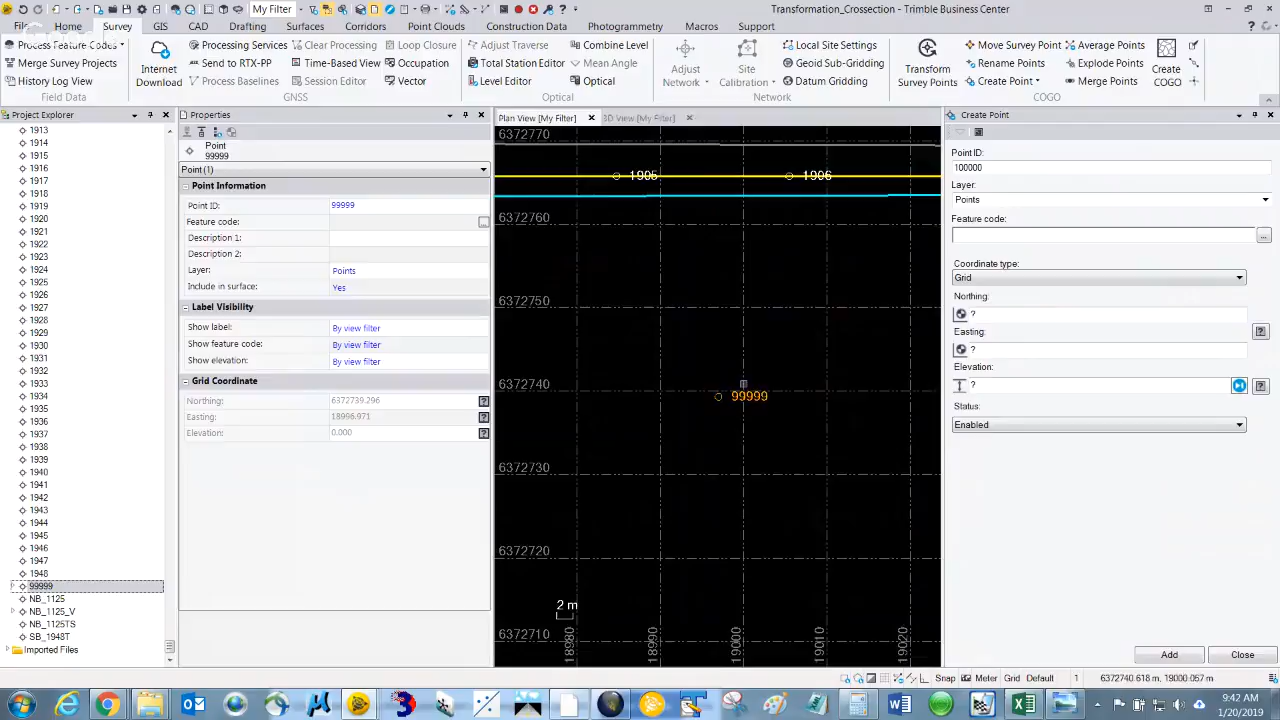 My Filter
Transformation_Crossection - Trimble Business Center
Home
Survey
GIS
CAD
Drafting
Surfaces
Corridors
Point Clouds
Construction Data
Photogrammetry
Macros
Support
Process Feature Codes
Merge Survey Projects
History Log View
Field Data
Internet
Download
Processing Services
Send to RTX-PP
Process Baselines
Scan Processing
Time-Based View
Session Editor
Loop Closure
Occupation
Vector
GNSS
Adjust Traverse
Total Station Editor
Level Editor
Combine Level
Mean Angle
Optical
Optical
Adjust
Network
Site
Calibration
Local Site Settings
Geoid Sub-Gridding
Datum Gridding
Network
Transform
Survey Points
Move Survey Point
Rename Points
Create Point
Average Points
Explode Points
Merge
Create
COGO
COGO
Project Explorer
1913
1914
1915
1916
1917
1919
1920
1921
1922
1923
1924
1925
1926
1928
1929
1930
1931
1932
1933
1934
1935
1936
1937
1938
1939
1940
1941
1942
1943
1944
1945
1946
1947
1948
99999
NB_1125
NB_1125_V
NB_1125TS
SB_1948T
Imported Files
Properties
Point
99999
Point (1)
Point Information
Point ID: 99999
Feature code:
Description 1:
Description 2:
Layer: Points
Include in surface: Yes
Label Visibility
Show label: By view filter
Show feature code: By view filter
Show elevation: By view filter
Grid Coordinate
Northing: 6372739.296 ?
Easting: 18996.971 ?
Elevation: 0.000 ?
Plan View [My Filter]
3D View [My Filter]
6372770
1905
1906
6372760
6372750
6372740
99999
6372730
6372720
2 m
6372710
18980
18990
19000
19010
19020
Create Point
Point ID:
100000
Layer:
Points
Feature code:
...
Coordinate type:
Grid
Northing:
?
Easting:
?
?
Elevation:
?
?
Status:
Enabled
Add
Close
Snap
Meter
Grid
Default
1
6372740.618 m, 19000.057 m
9:42 AM
1/20/2019